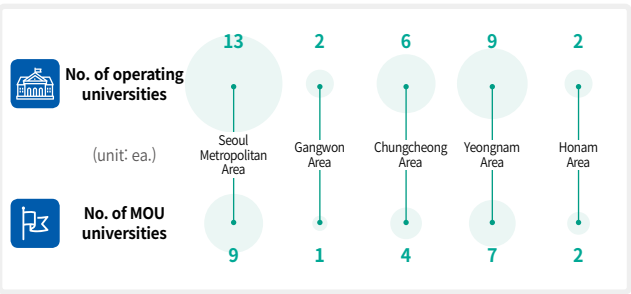 13 2 6 9 2
No. of operating
universities
(unit: ea.)
Seoul
Metropolitan
Area
Gangwon
Area
Chungcheong
Area
Yeongnam
Area
Honam
Area
No. of MOU
universities
9 1 4 7 2